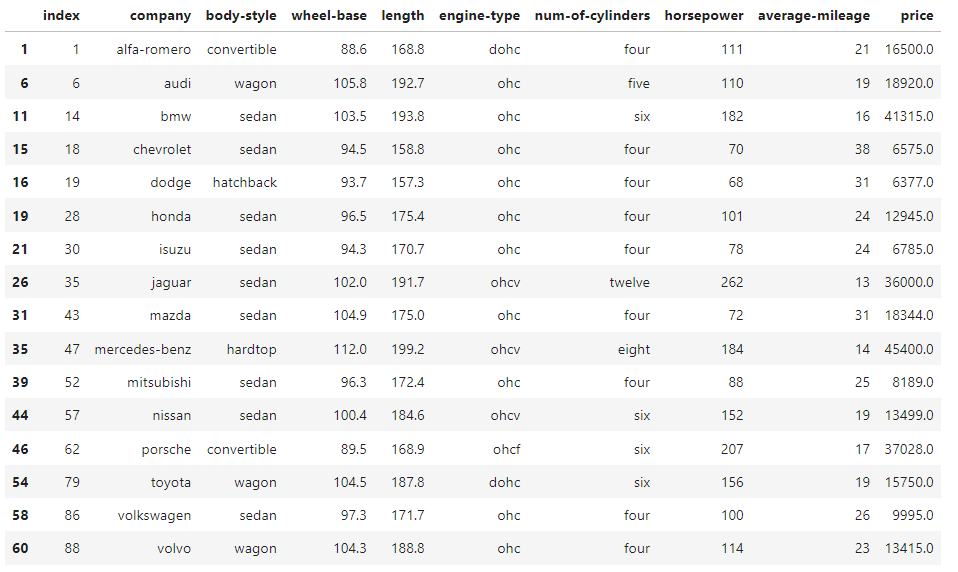 index company body-style wheel-base length engine-type num-of-cylinders horsepower average-mileage price
1 1 alfa-romero convertible 88.6 168.8 dohc four 111 21 16500.0
6 6 audi wagon 105.8 192.7 ohc five 110 19 18920.0
11 14 bmw sedan 103.5 193.8 ohc six 182 16 41315.0
15 18 chevrolet sedan 94.5 158.8 ohc four 70 38 6575.0
16 19 dodge hatchback 93.7 157.3 ohc four 68 31 6377.0
19 28 honda sedan 96.5 175.4 ohc four 101 24 12945.0
21 30 isuzu sedan 94.3 170.7 ohc four 78 24 6785.0
26 35 jaguar sedan 102.0 191.7 ohcv twelve 262 13 36000.0
31 43 mazda sedan 104.9 175.0 ohc four 72 31 18344.0
35 47 mercedes-benz hardtop 112.0 199.2 ohcv eight 184 14 45400.0
39 52 mitsubishi sedan 96.3 172.4 ohc four 88 25 8189.0
44 57 nissan sedan 100.4 184.6 ohcv six 152 19 13499.0
46 62 porsche convertible 89.5 168.9 ohcf six 207 17 37028.0
54 79 toyota wagon 104.5 187.8 dohc six 156 19 15750.0
58 86 volkswagen sedan 97.3 171.7 ohc four 100 26 9995.0
60 88 volvo wagon 104.3 188.8 ohc four 114 23 13415.0